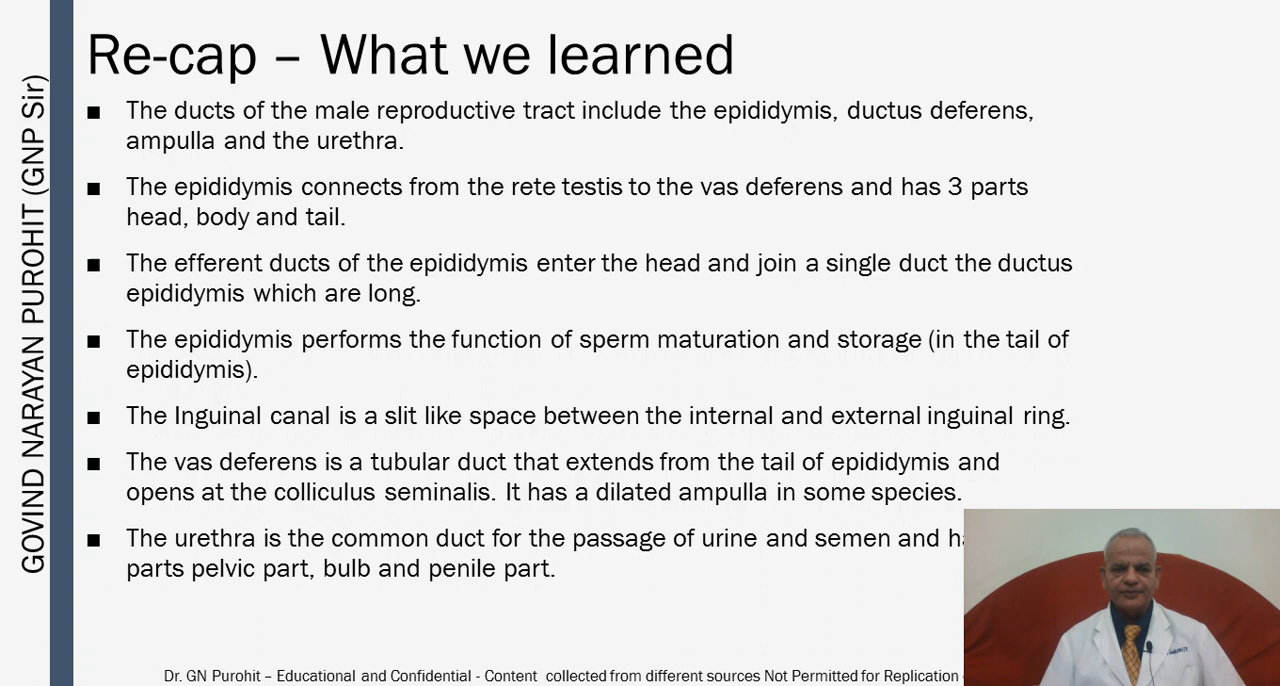 Re-cap – What we learned
GOVIND NARAYAN PUROHIT (GNP Sir)
■ The ducts of the male reproductive tract include the epididymis, ductus deferens,
ampulla and the urethra.
■ The epididymis connects from the rete testis to the vas deferens and has 3 parts
head, body and tail.
■ The efferent ducts of the epididymis enter the head and join a single duct the ductus
epididymis which are long.
■ The epididymis performs the function of sperm maturation and storage (in the tail of
epididymis).
■ The Inguinal canal is a slit like space between the internal and external inguinal ring.
■ The vas deferens is a tubular duct that extends from the tail of epididymis and
opens at the colliculus seminalis. It has a dilated ampulla in some species.
■ The urethra is the common duct for the passage of urine and semen and
parts pelvic part, bulb and penile part.
Dr. GN Purohit – Educational and Confidential - Content collected from different sources Not Permitted for Replication